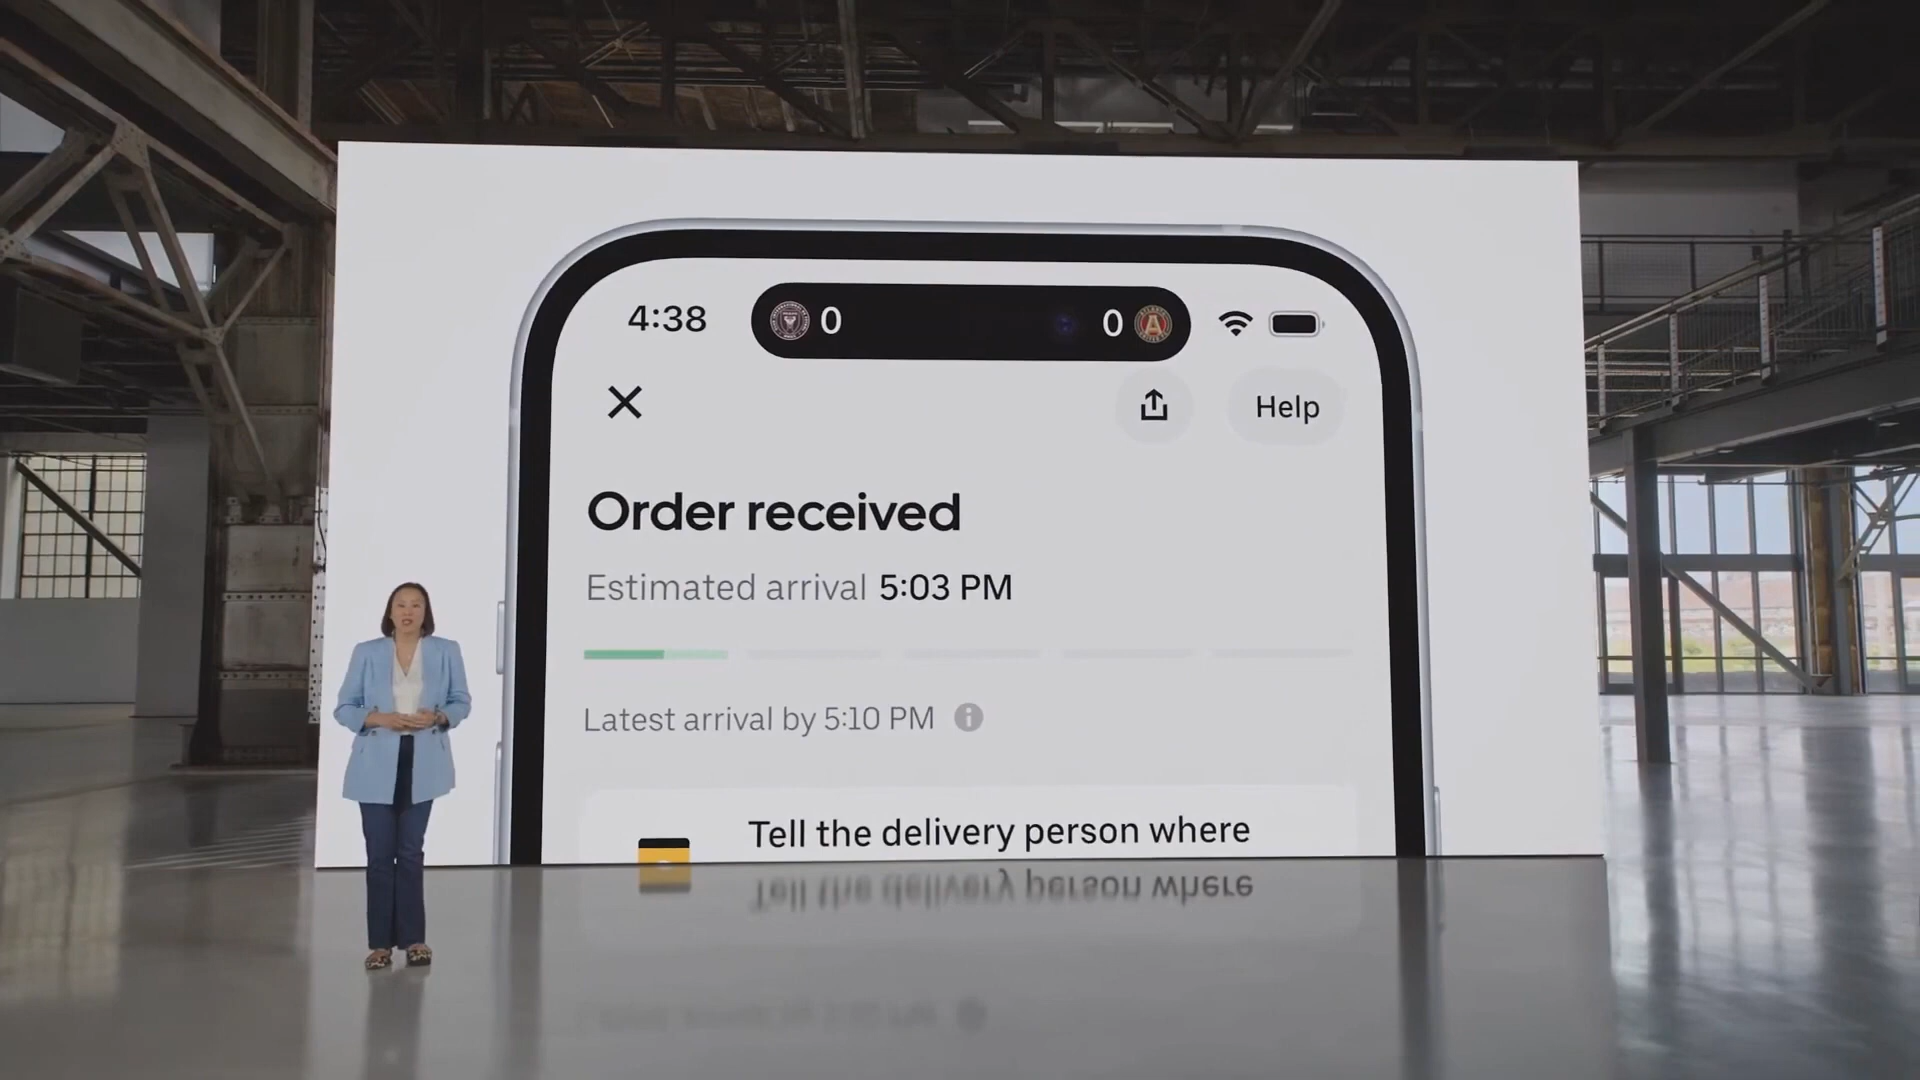 4:38
0
0
Help
Order received
Estimated arrival 5:03 PM
Latest arrival by 5:10 PM
Tell the delivery person where